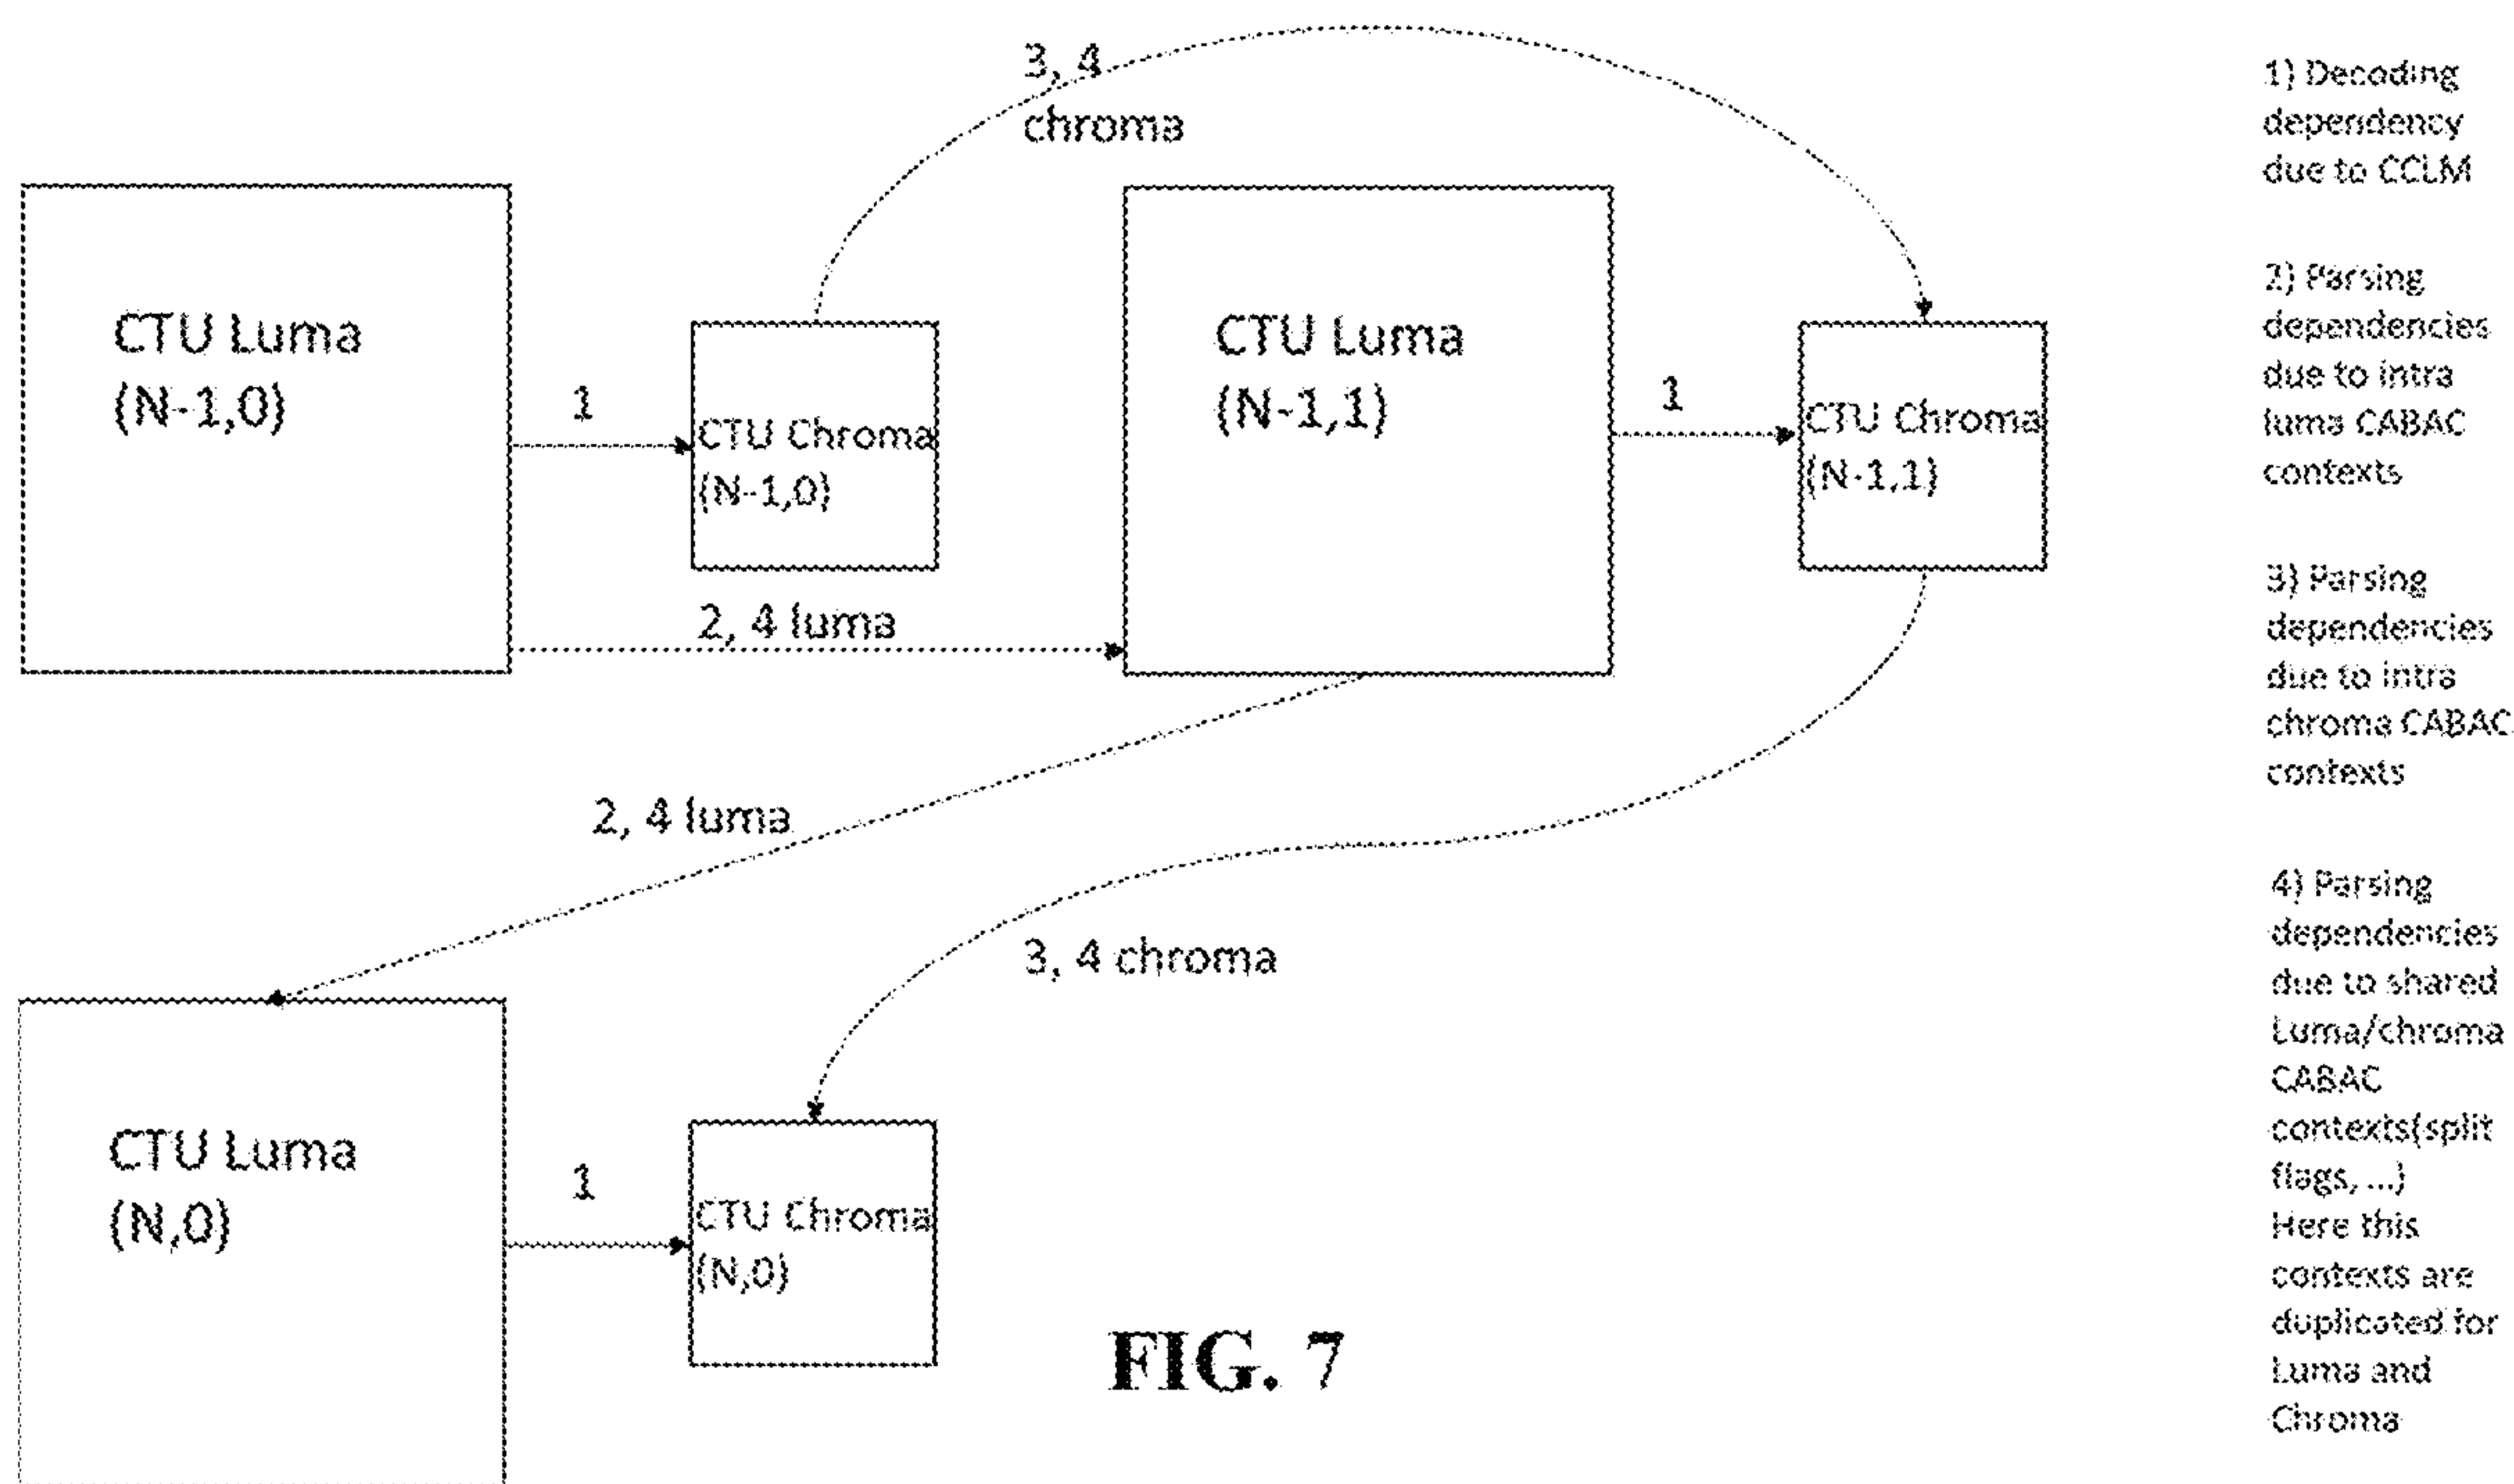 3, 4
chroma
CTU Luma
(N-1,0)
1
CTU Chroma
(N-1,0)
2, 4 luma
CTU Luma
(N-1,1)
1
CTU Chroma
(N-1,1)
2, 4 luma
3, 4 chroma
CTU Luma
(N,0)
1
CTU Chroma
(N,0)
FIG. 7
1) Decoding
dependency
due to CCLM
2) Parsing
dependencies
due to intra
luma CABAC
contexts
3) Parsing
dependencies
due to intra
chroma CABAC
contexts
4) Parsing
dependencies
due to shared
Luma/chroma
CABAC
contexts(split
flags, ...)
Here this
contexts are
duplicated for
Luma and
Chroma